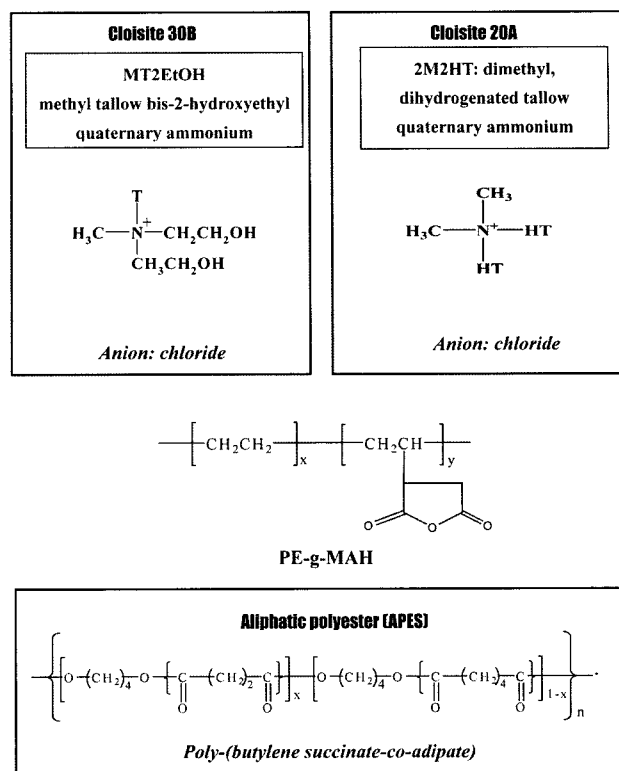 Cloisite 30B
MT2EtOH
methyl tallow bis-2-hydroxyethyl
quaternary ammonium
T
H₃C—N⁺—CH₂CH₂OH
CH₃CH₂OH
Anion: chloride
Cloisite 20A
2M2HT: dimethyl,
dihydrogenated tallow
quaternary ammonium
CH₃
H₃C—N⁺—HT
HT
Anion: chloride
[CH₂CH₂]x [CH₂CH]y
O O O
PE-g-MAH
Aliphatic polyester (APES)
{[O—(CH₂)₄—O—(C—(CH₂)₂—C)]x [O—(CH₂)₄—O—(C—(CH₂)₄—C)]1-x}n
O O O O
Poly-(butylene succinate-co-adipate)